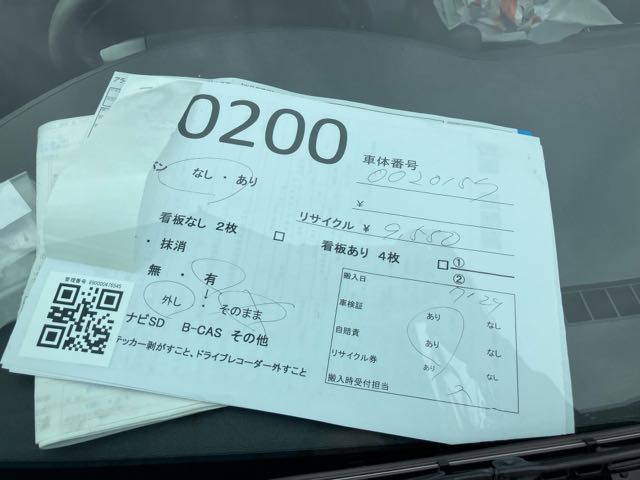 0200
車体番号
0020157
なし ・ あり
¥
リサイクル ¥ 9,550
看板なし 2枚 □ 看板あり 4枚 □ ①
②
・ 抹消
無 ・ 有
↓
外し ・ そのまま
ナビSD B-CAS その他
テッカー剥がすこと、ドライブレコーダー外すこと
搬入日 7/29
車検証 あり なし
自賠責 あり なし
リサイクル券 あり なし
搬入時受付担当